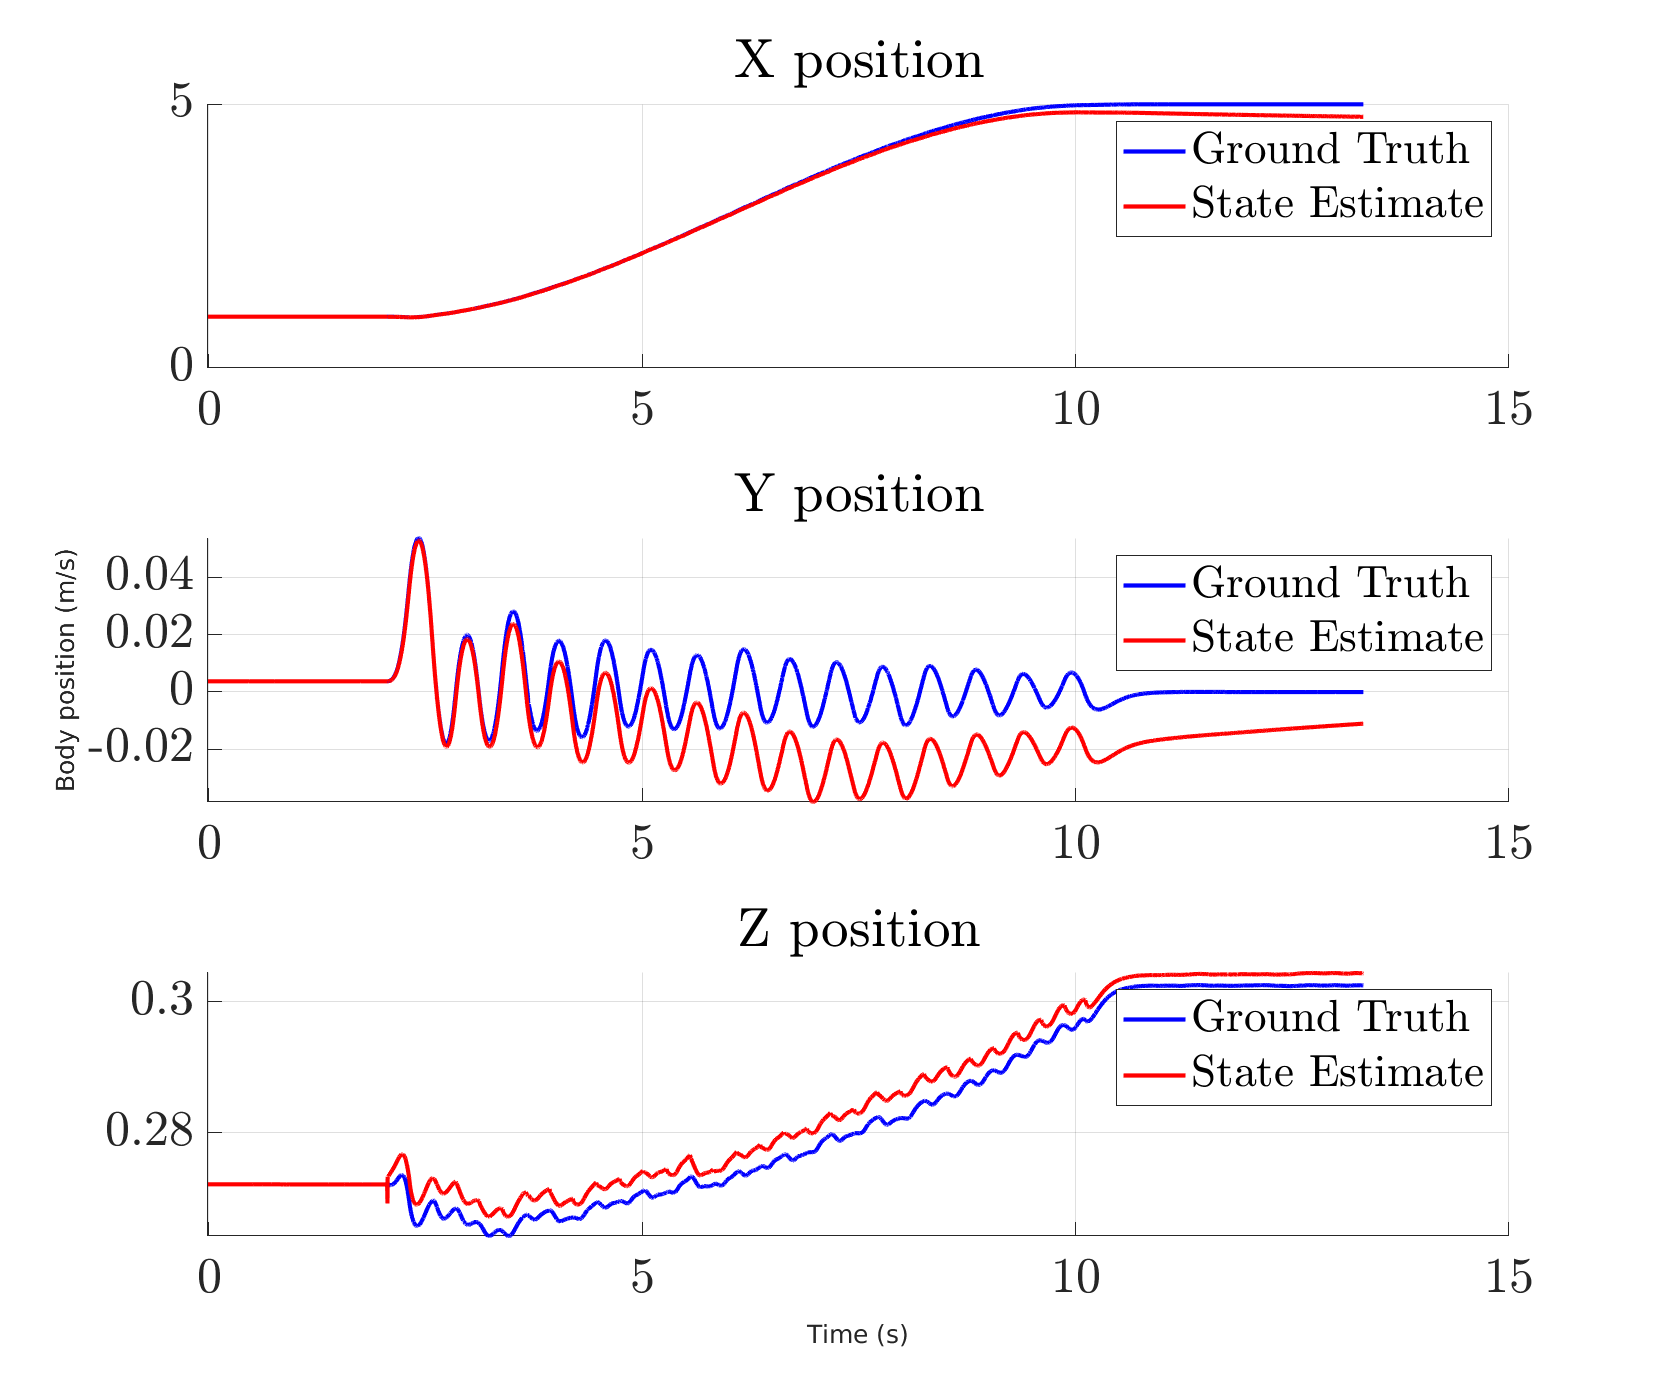 X position
5
0
0 5 10 15
Ground Truth
State Estimate
Y position
Body position (m/s)
0.04
0.02
0
-0.02
0 5 10 15
Ground Truth
State Estimate
Z position
0.3
0.28
0 5 10 15
Ground Truth
State Estimate
Time (s)